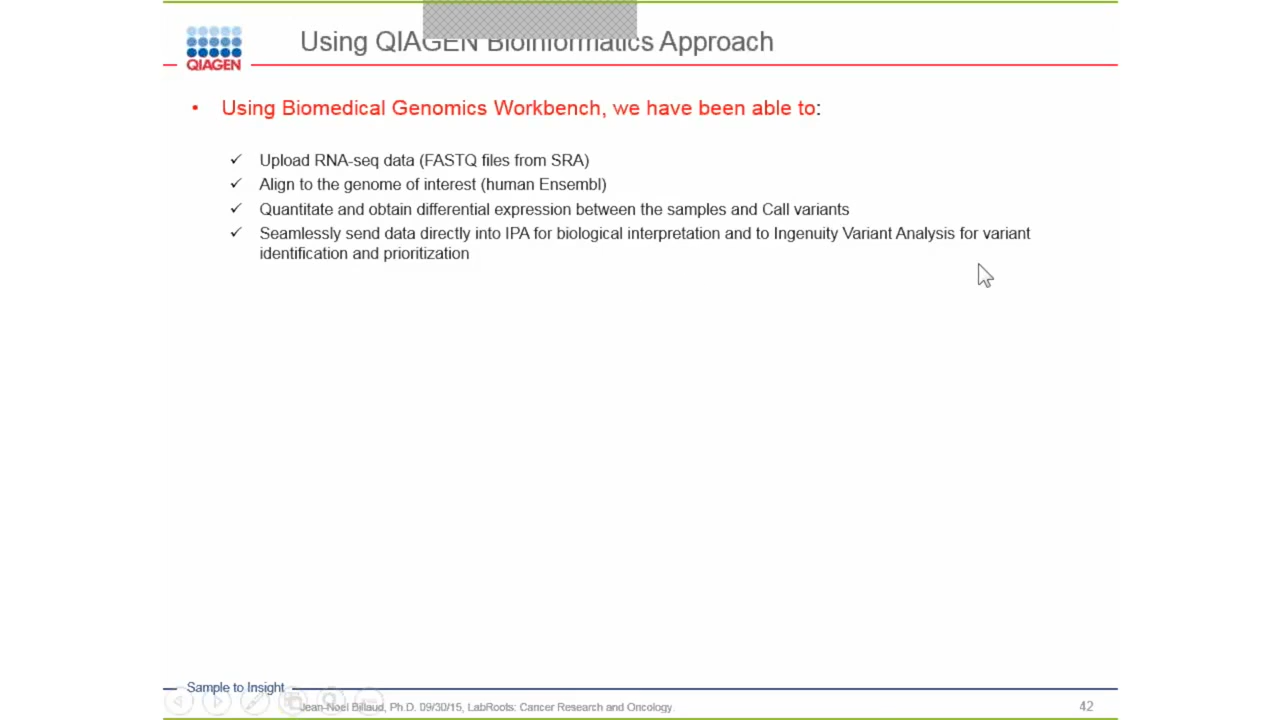 Using QIAGEN Bioinformatics Approach
QIAGEN
• Using Biomedical Genomics Workbench, we have been able to:
✓ Upload RNA-seq data (FASTQ files from SRA)
✓ Align to the genome of interest (human Ensembl)
✓ Quantitate and obtain differential expression between the samples and Call variants
✓ Seamlessly send data directly into IPA for biological interpretation and to Ingenuity Variant Analysis for variant
identification and prioritization
Sample to Insight
Jean-Noel Billaud, Ph.D. 09/30/15, LabRoots: Cancer Research and Oncology.
42